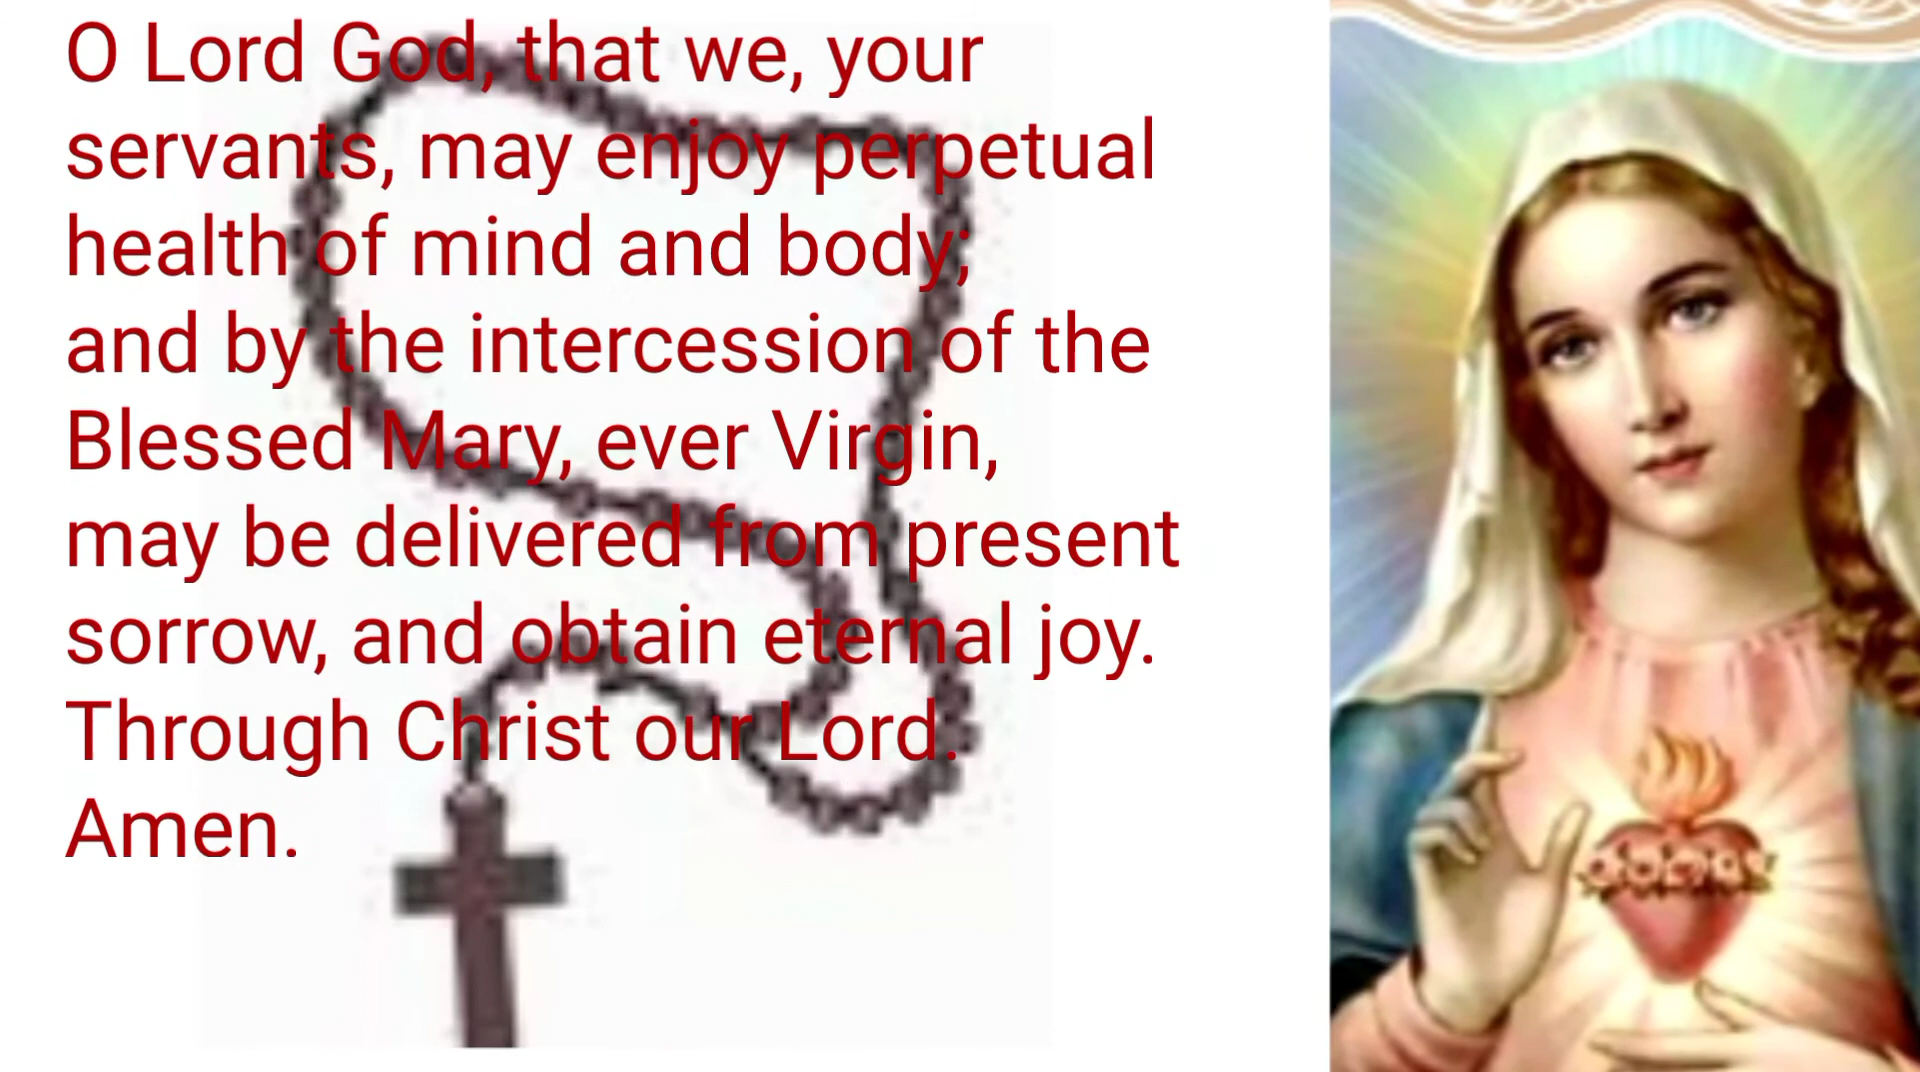 O Lord God, that we, your
servants, may enjoy perpetual
health of mind and body;
and by the intercession of the
Blessed Mary, ever Virgin,
may be delivered from present
sorrow, and obtain eternal joy.
Through Christ our Lord.
Amen.